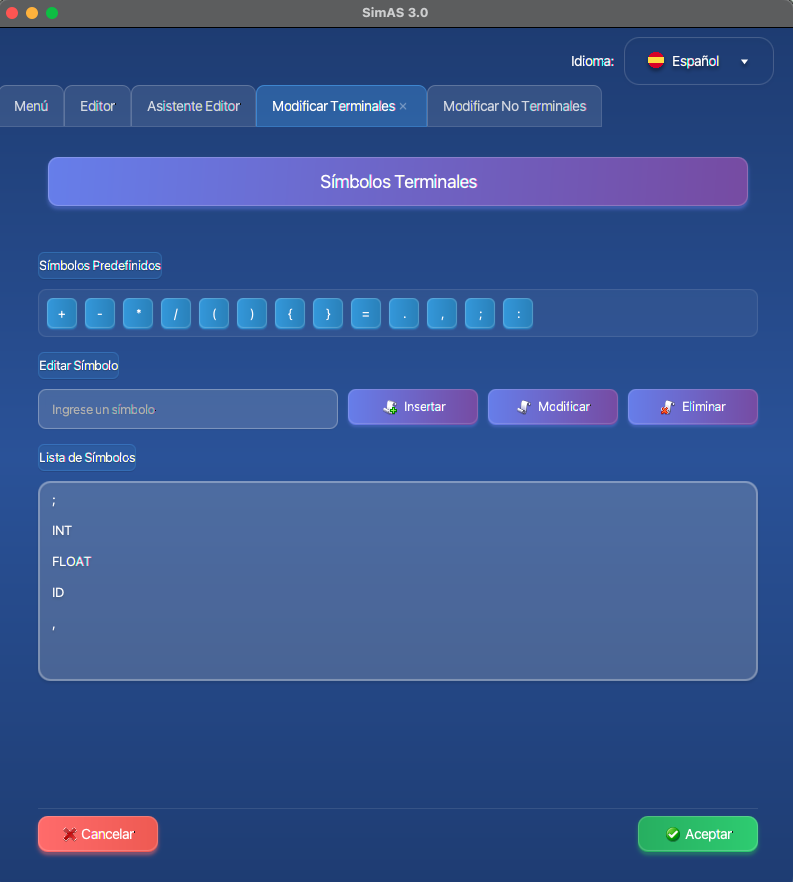 SimAS 3.0
Idioma: Español
Menú Editor Asistente Editor Modificar Terminales × Modificar No Terminales
Símbolos Terminales
Símbolos Predefinidos
+ - * / ( ) { } = . , ; :
Editar Símbolo
Ingrese un símbolo Insertar Modificar Eliminar
Lista de Símbolos
;
INT
FLOAT
ID
,
Cancelar Aceptar